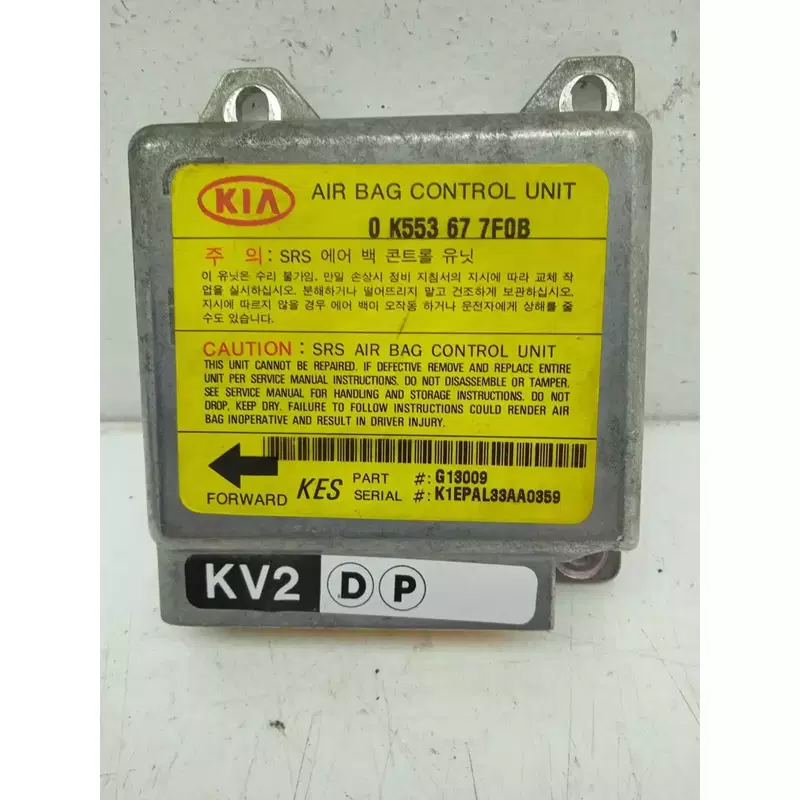 KIA AIR BAG CONTROL UNIT
0 K553 67 7F0B
주 의 : SRS 에어 백 콘트롤 유닛
이 유닛은 수리 불가임. 만일 손상시 정비 지침서의 지시에 따라 교체 작
업을 실시하십시오. 분해하거나 떨어뜨리지 말고 건조하게 보관하십시오.
지시에 따르지 않을 경우 에어 백이 오작동 하거나 운전자에게 상해를 줄
수도 있습니다.
CAUTION : SRS AIR BAG CONTROL UNIT
THIS UNIT CANNOT BE REPAIRED. IF DEFECTIVE REMOVE AND REPLACE ENTIRE
UNIT PER SERVICE MANUAL INSTRUCTIONS. DO NOT DISASSEMBLE OR TAMPER.
SEE SERVICE MANUAL FOR HANDLING AND STORAGE INSTRUCTIONS. DO NOT
DROP, KEEP DRY. FAILURE TO FOLLOW INSTRUCTIONS COULD RENDER AIR
BAG INOPERATIVE AND RESULT IN DRIVER INJURY.
FORWARD KES PART #: G13009
SERIAL #: K1EPAL33AA0359
KV2 D P